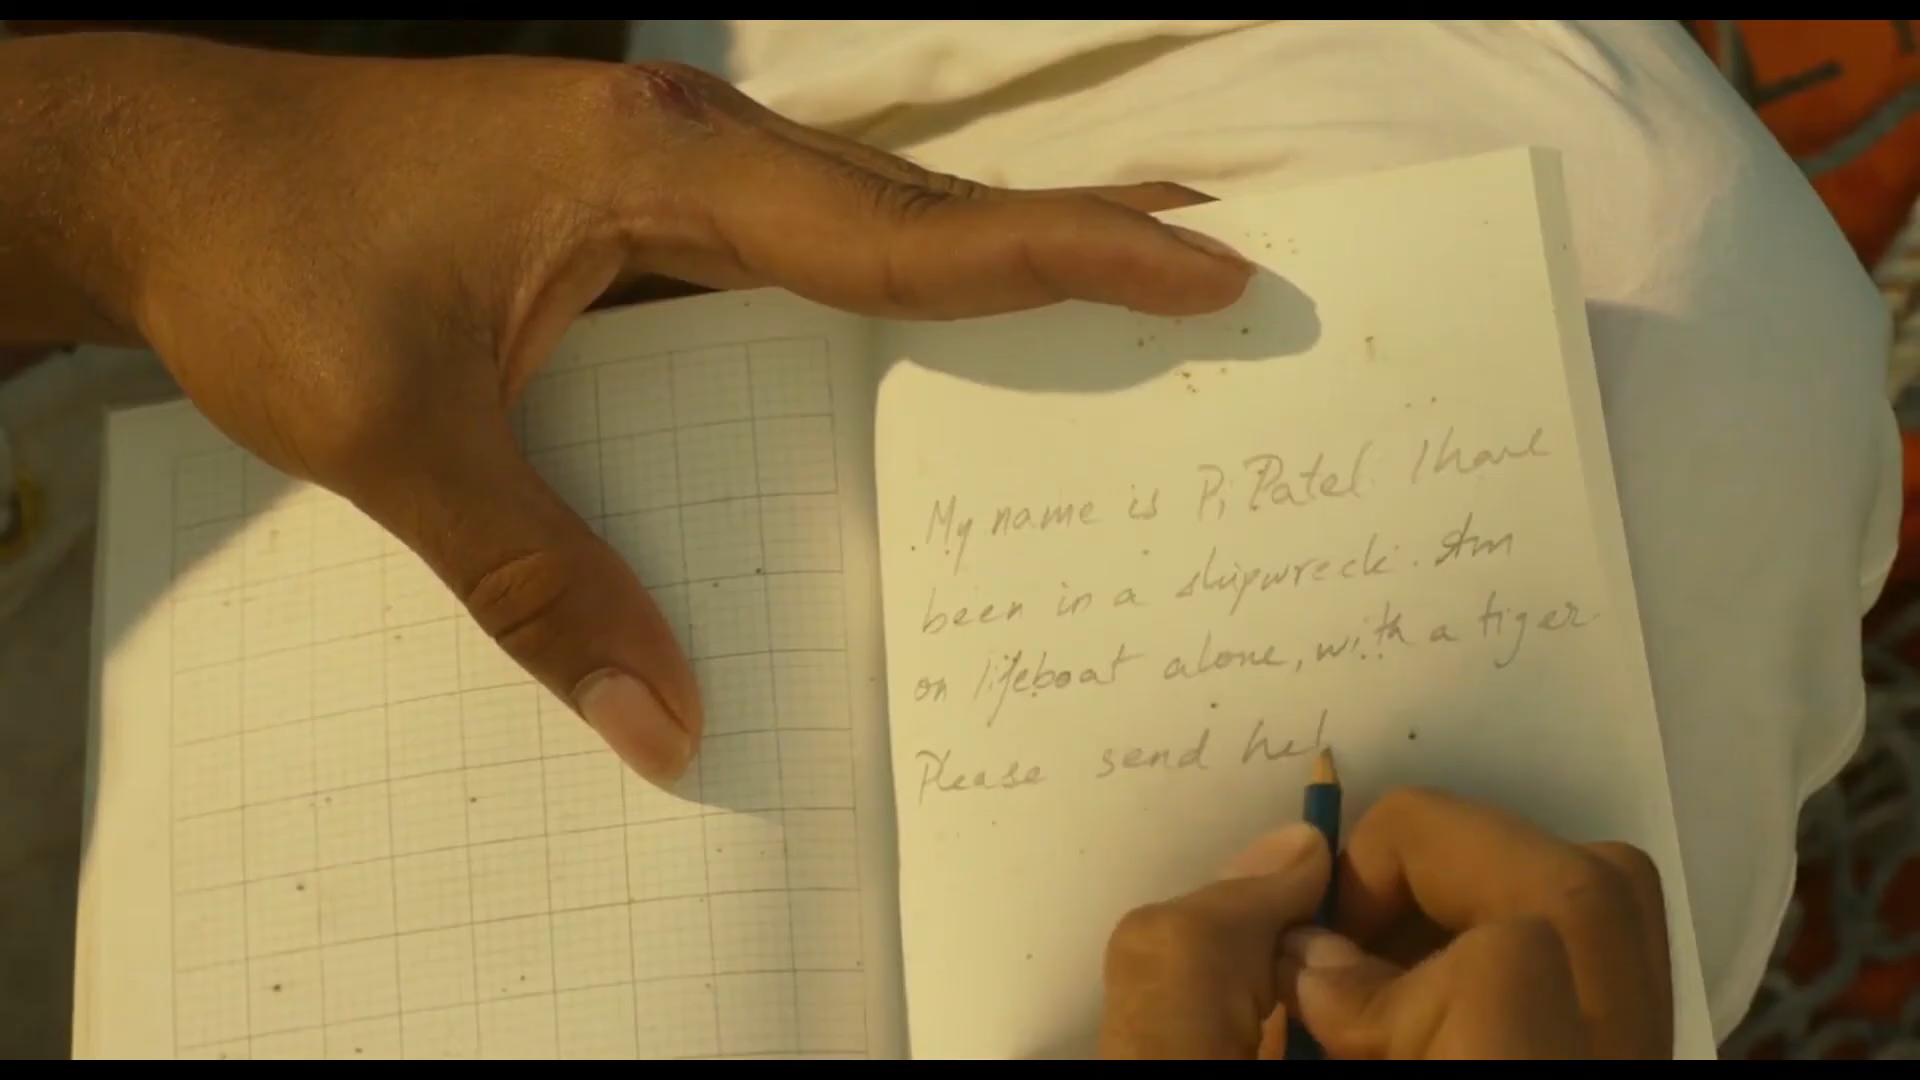 My name is Pi Patel. I have
been in a shipwreck. Am
on lifeboat alone, with a tiger.
Please send hel